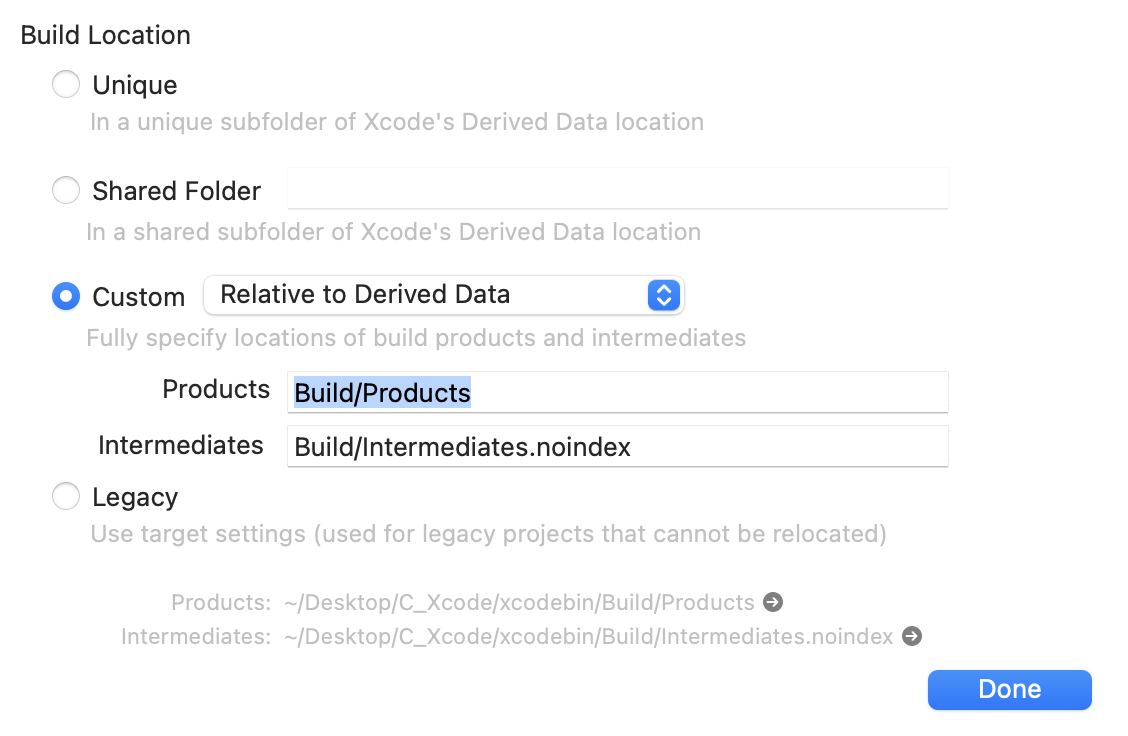 Build Location
Unique
In a unique subfolder of Xcode's Derived Data location
Shared Folder
In a shared subfolder of Xcode's Derived Data location
Custom Relative to Derived Data
Fully specify locations of build products and intermediates
Products Build/Products
Intermediates Build/Intermediates.noindex
Legacy
Use target settings (used for legacy projects that cannot be relocated)
Products: ~/Desktop/C_Xcode/xcodebin/Build/Products
Intermediates: ~/Desktop/C_Xcode/xcodebin/Build/Intermediates.noindex
Done